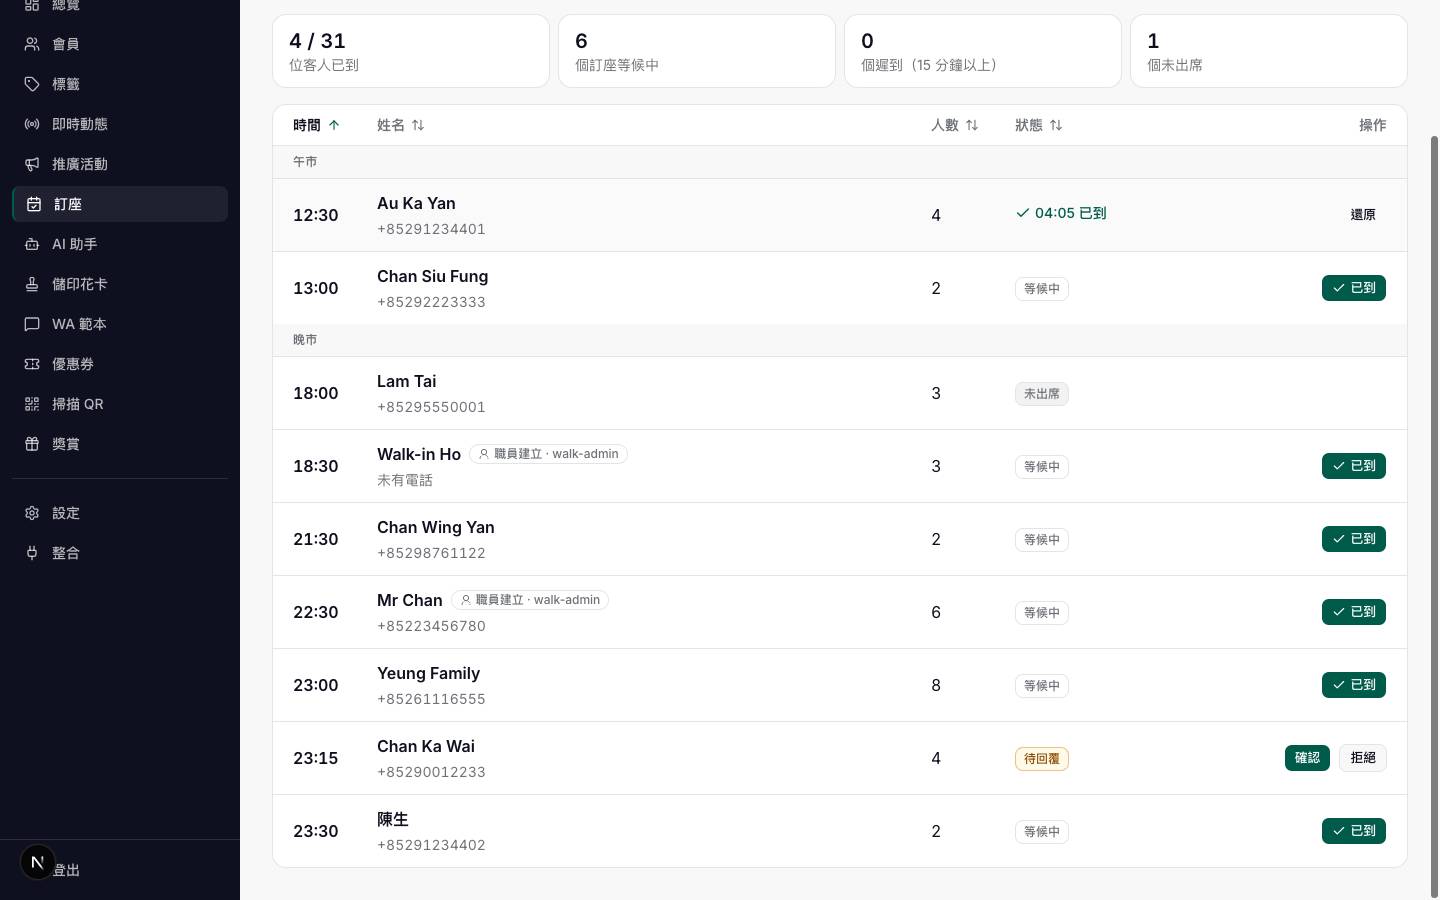 總覽
會員
標籤
即時動態
推廣活動
訂座
AI 助手
儲印花卡
WA 範本
優惠券
掃描 QR
獎賞
設定
整合
N
登出
4 / 31
位客人已到
6
個訂座等候中
0
個遲到（15 分鐘以上）
1
個未出席
時間 ↑ 姓名 ↑↓ 人數 ↑↓ 狀態 ↑↓ 操作
午市
12:30 Au Ka Yan 4 ✓ 04:05 已到 還原
+85291234401
13:00 Chan Siu Fung 2 等候中 ✓ 已到
+85292223333
晚市
18:00 Lam Tai 3 未出席
+85295550001
18:30 Walk-in Ho 職員建立 · walk-admin 3 等候中 ✓ 已到
未有電話
21:30 Chan Wing Yan 2 等候中 ✓ 已到
+85298761122
22:30 Mr Chan 職員建立 · walk-admin 6 等候中 ✓ 已到
+85223456780
23:00 Yeung Family 8 等候中 ✓ 已到
+85261116555
23:15 Chan Ka Wai 4 待回覆 確認 拒絕
+85290012233
23:30 陳生 2 等候中 ✓ 已到
+85291234402